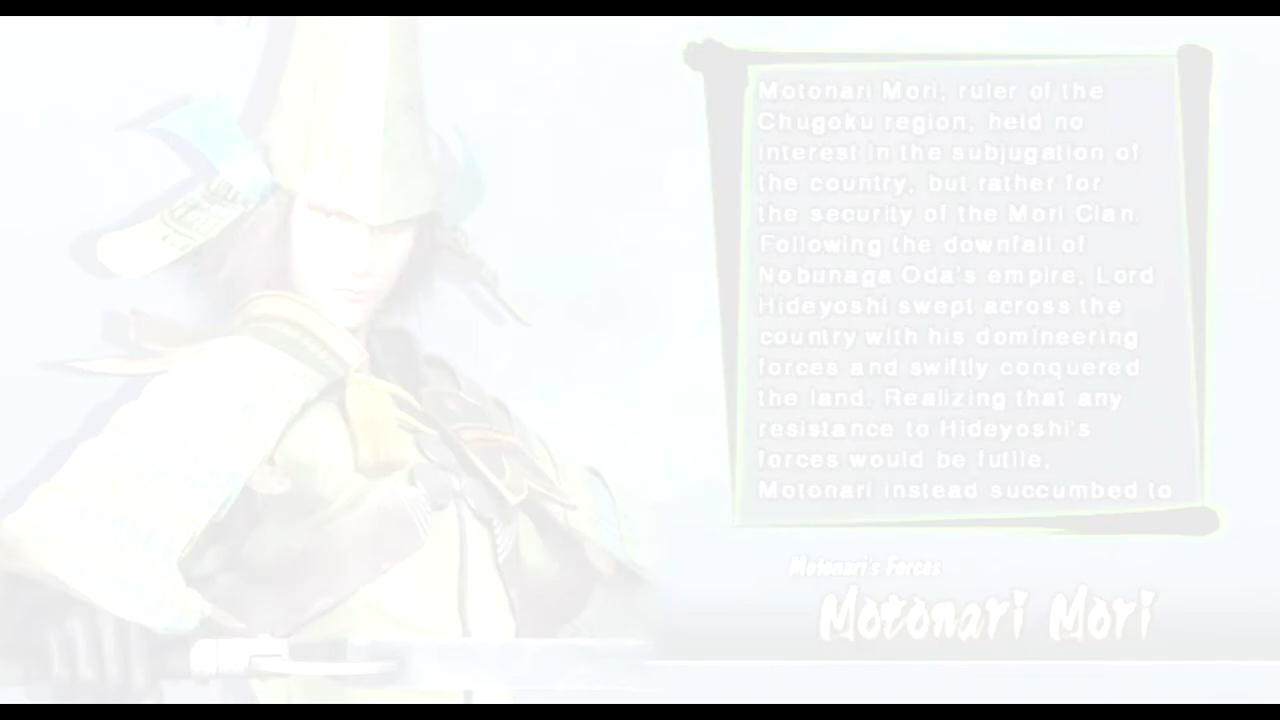 Motonari Mori, ruler of the
Chugoku region, held no
interest in the subjugation of
the country, but rather for
the security of the Mori Clan.
Following the downfall of
Nobunaga Oda's empire, Lord
Hideyoshi swept across the
country with his domineering
forces and swiftly conquered
the land. Realizing that any
resistance to Hideyoshi's
forces would be futile,
Motonari instead succumbed to
Motonari's Forces
Motonari Mori